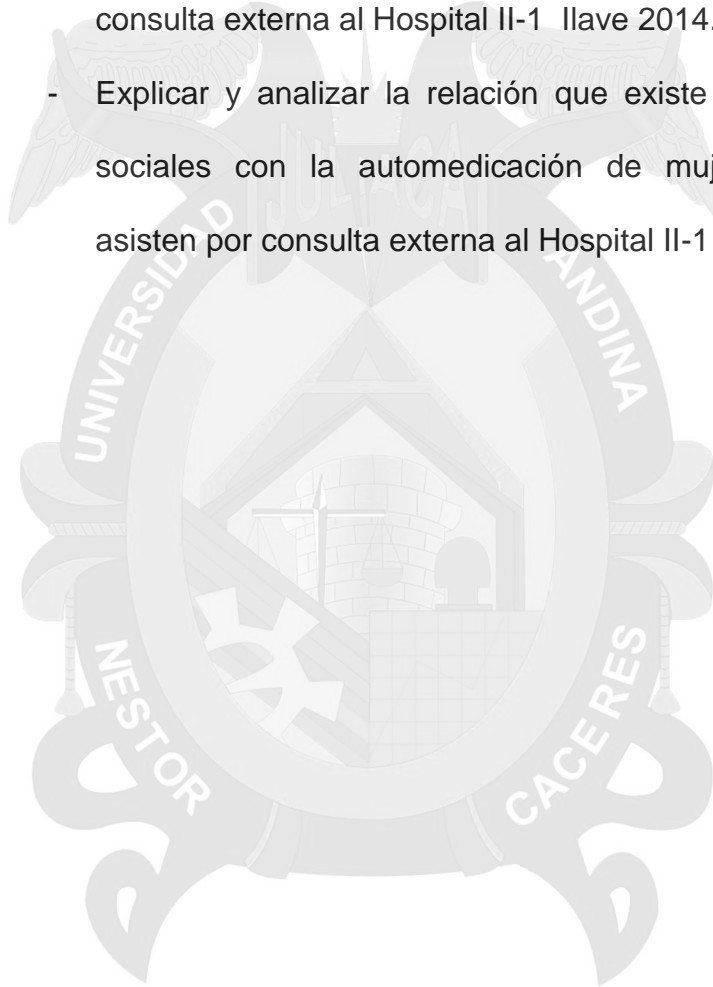 consulta externa al Hospital II-1 Ilave 2014.
- Explicar y analizar la relación que existe
sociales con la automedicación de
asisten por consulta externa al Hospital II-1
JULIACA
UNIVERSIDAD
ANDINA
NESTOR
CACERES